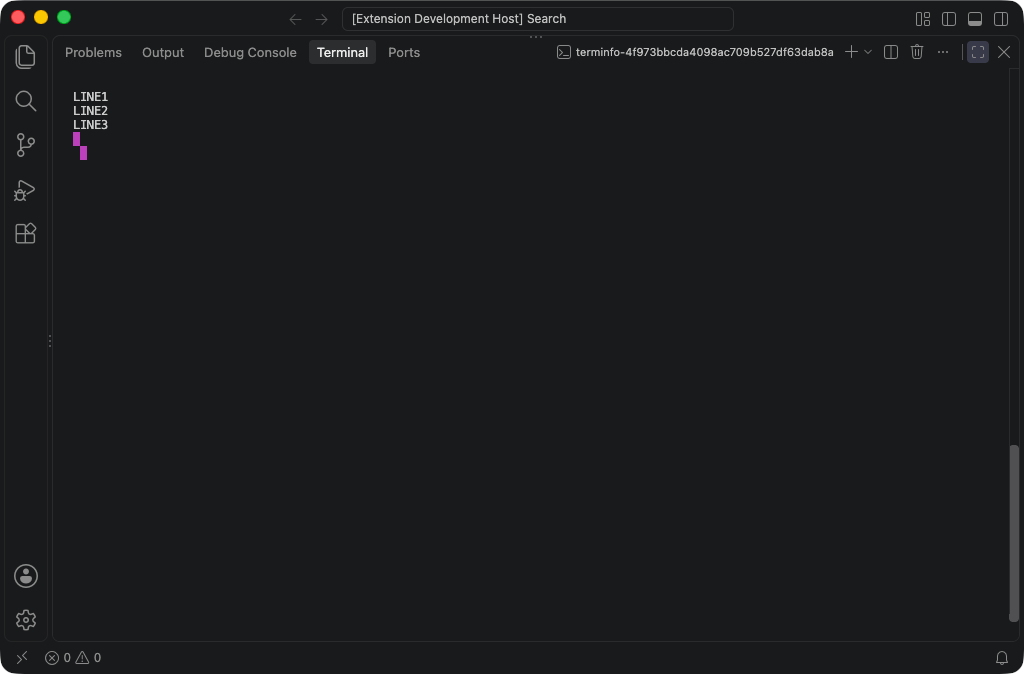 [Extension Development Host] Search
Problems Output Debug Console Terminal Ports terminfo-4f973bbcda4098ac709b527df63dab8a
LINE1
LINE2
LINE3
0 0